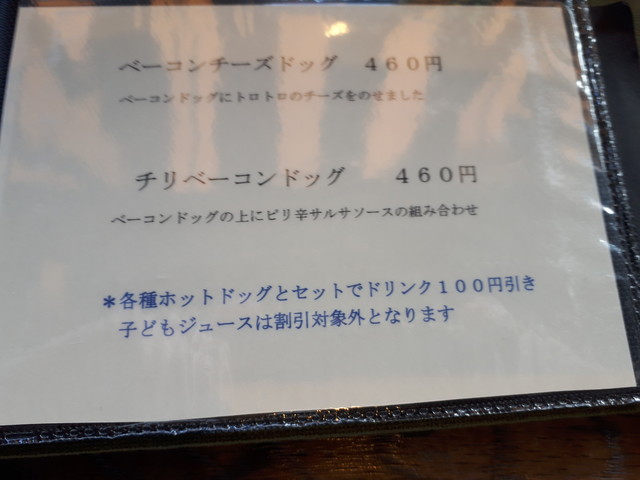 ベーコンチーズドッグ　４６０円
ベーコンドッグにトロトロのチーズをのせました
チリベーコンドッグ　４６０円
ベーコンドッグの上にピリ辛サルサソースの組み合わせ
＊各種ホットドッグとセットでドリンク１００円引き
子どもジュースは割引対象外となります